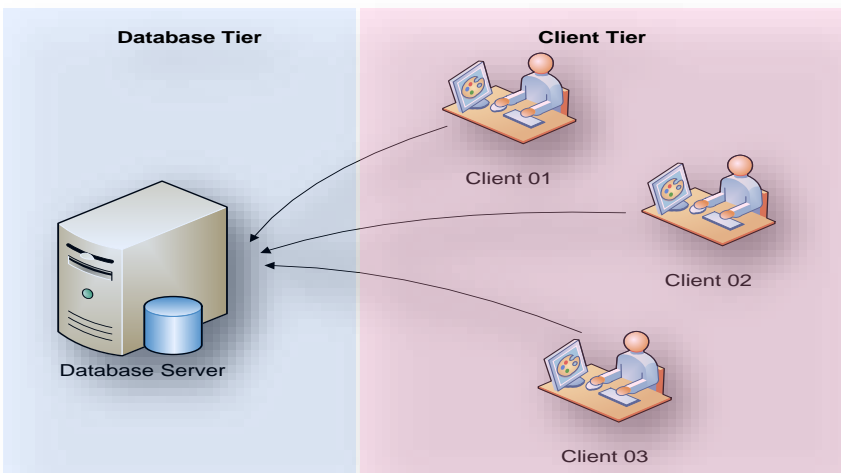 Database Tier
Client Tier
Client 01
Client 02
Database Server
Client 03